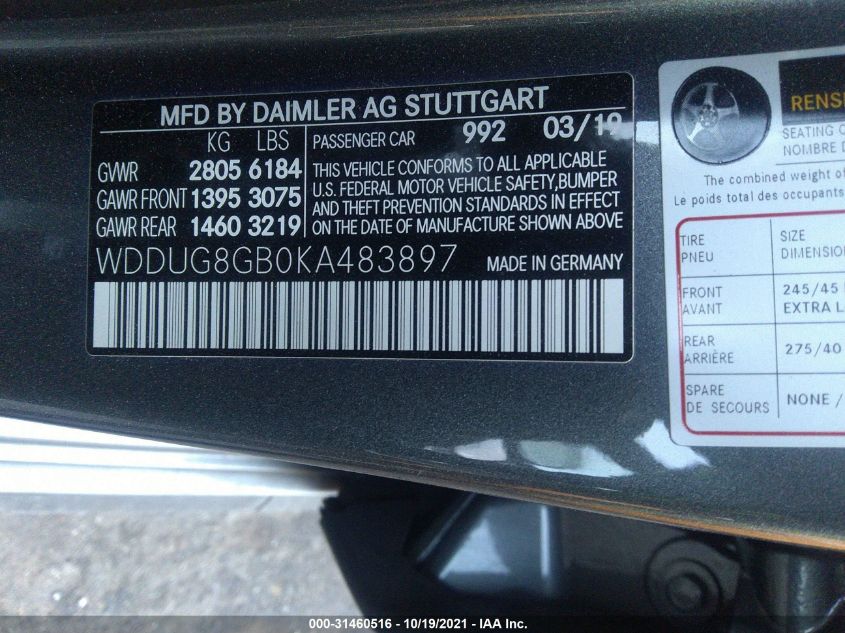 MFD BY DAIMLER AG STUTTGART
KG LBS
GVWR 2805 6184
GAWR FRONT 1395 3075
GAWR REAR 1460 3219
PASSENGER CAR 992 03/19
THIS VEHICLE CONFORMS TO ALL APPLICABLE
U.S. FEDERAL MOTOR VEHICLE SAFETY,BUMPER
AND THEFT PREVENTION STANDARDS IN EFFECT
ON THE DATE OF MANUFACTURE SHOWN ABOVE
WDDUG8GB0KA483897 MADE IN GERMANY
SEATING
NOMBRE
The combined weight of
Le poids total des occupants
TIRE SIZE
PNEU DIMENSION
FRONT 245/45
AVANT EXTRA
REAR 275/40
ARRIÈRE
SPARE NONE /
DE SECOURS
000-31460516 - 10/19/2021 - IAA Inc.